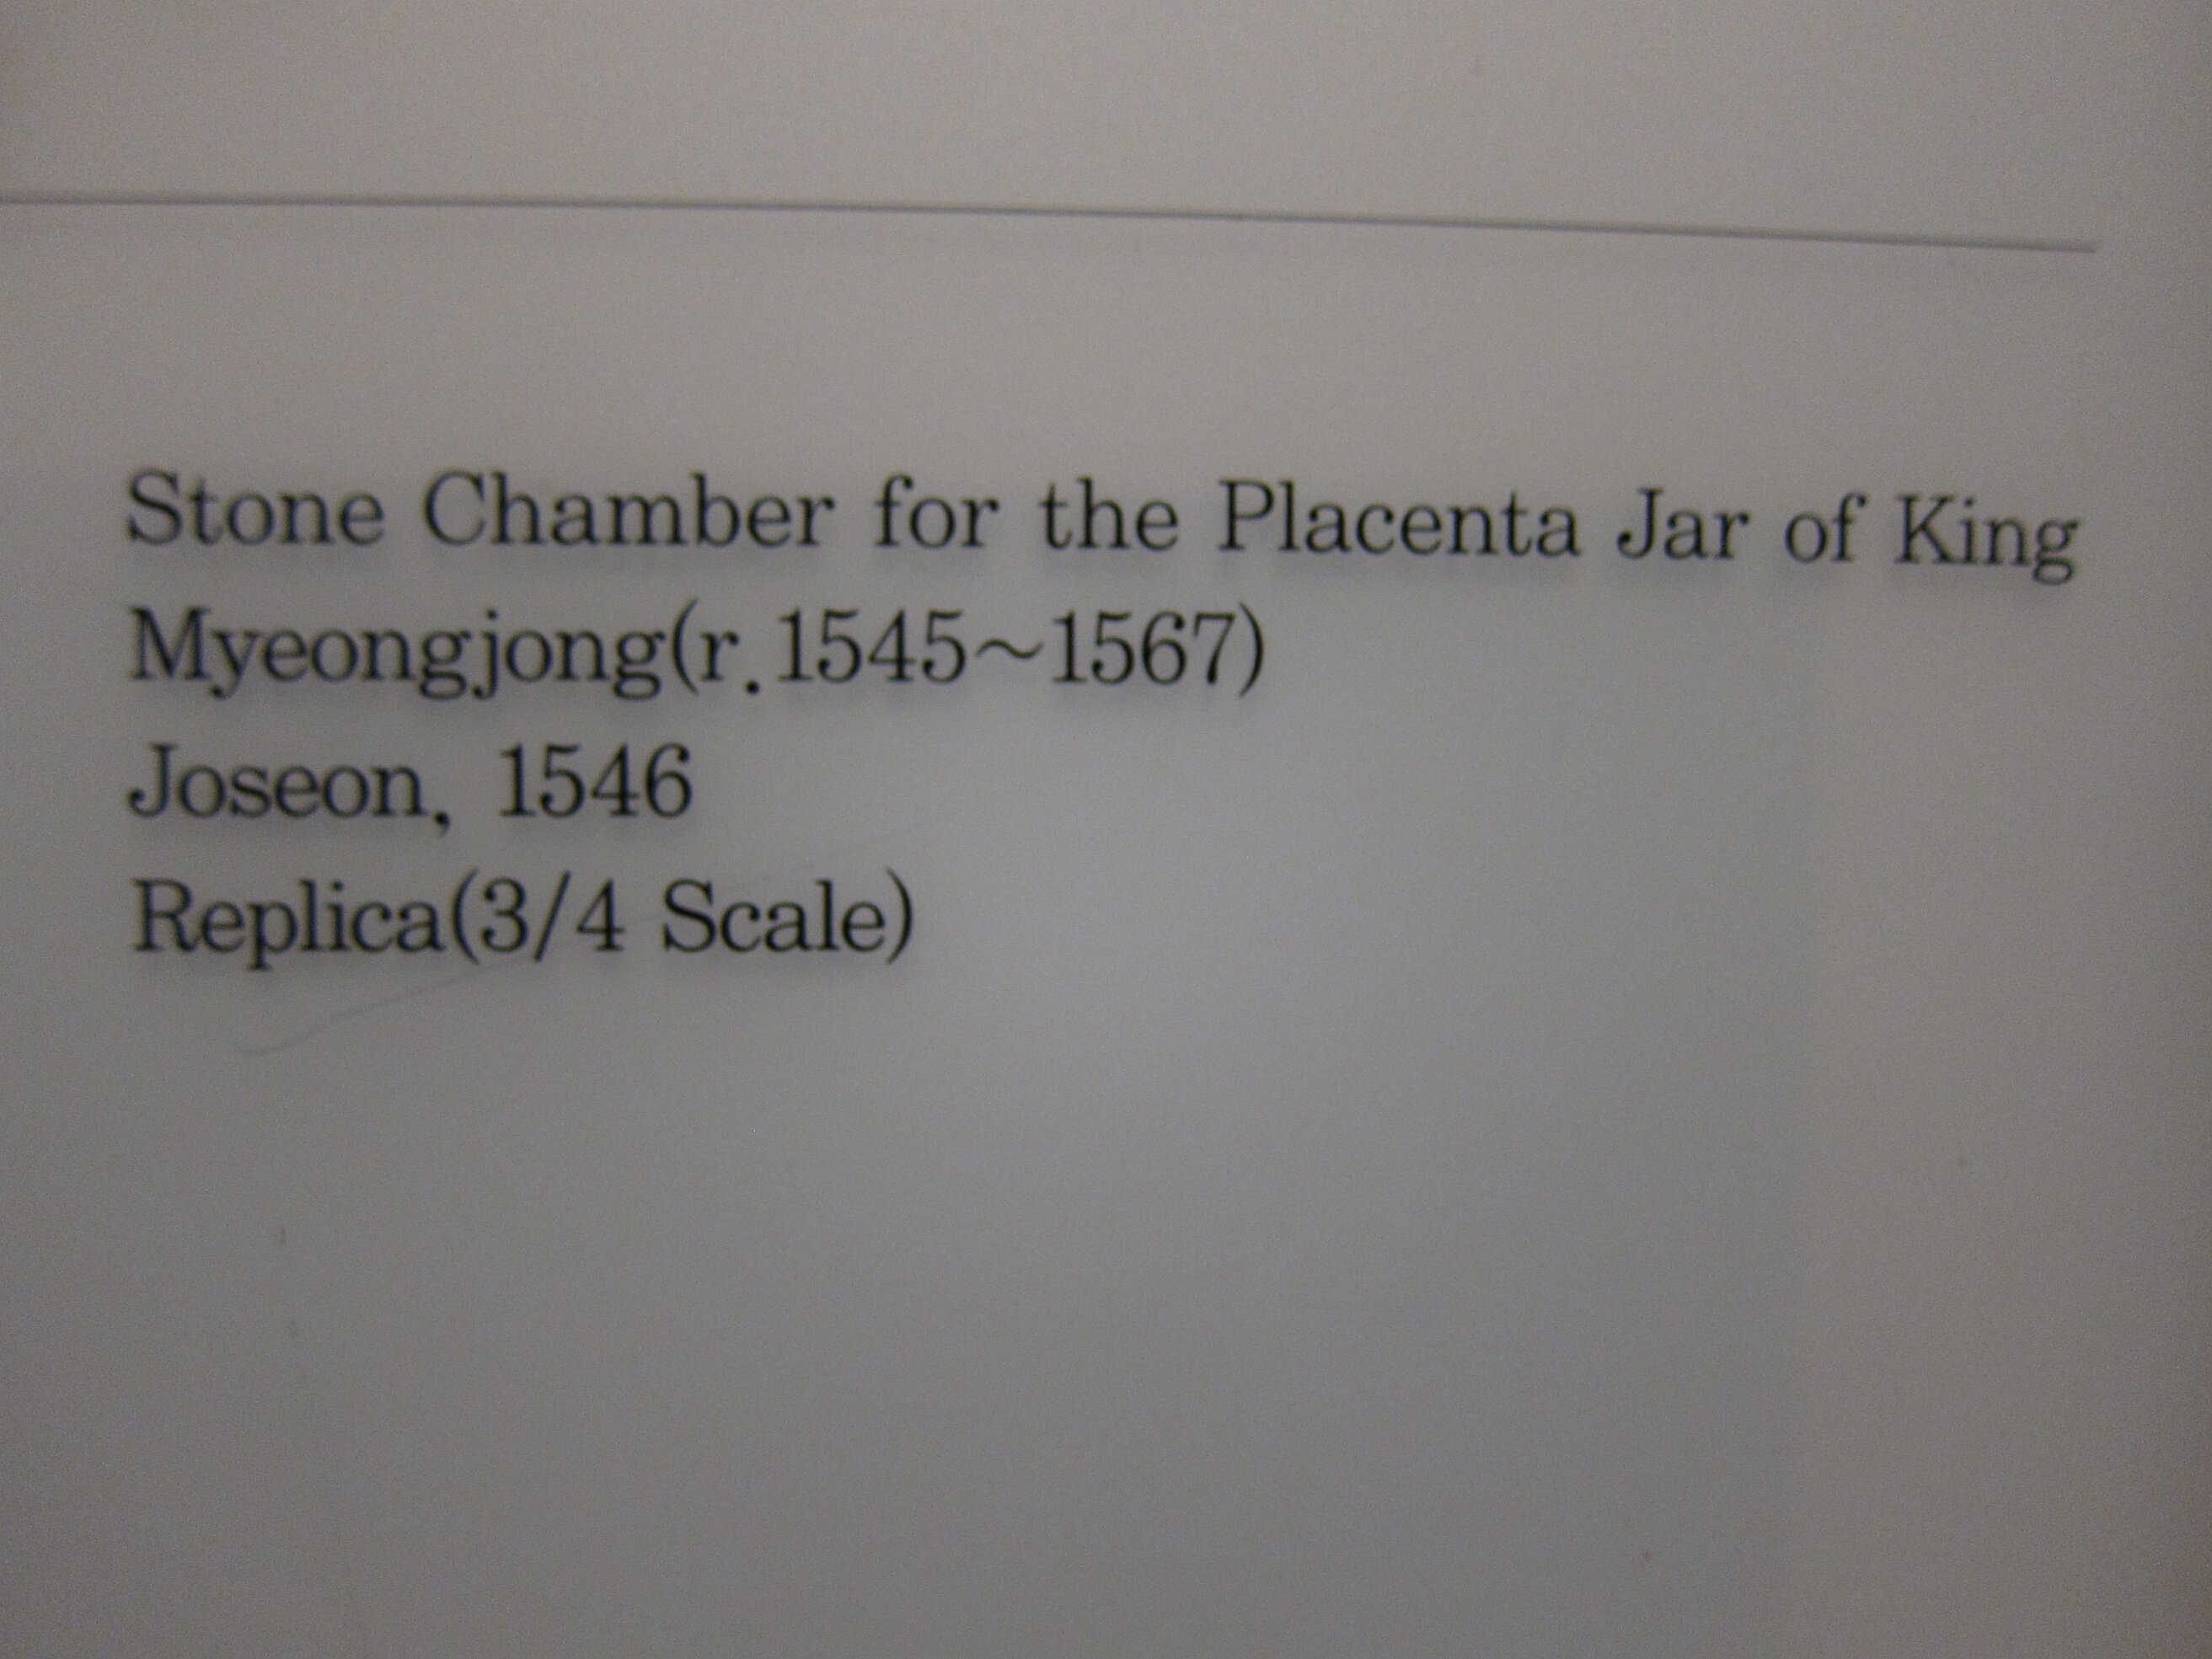 Stone Chamber for the Placenta Jar of King
Myeongjong(r.1545~1567)
Joseon, 1546
Replica(3/4 Scale)